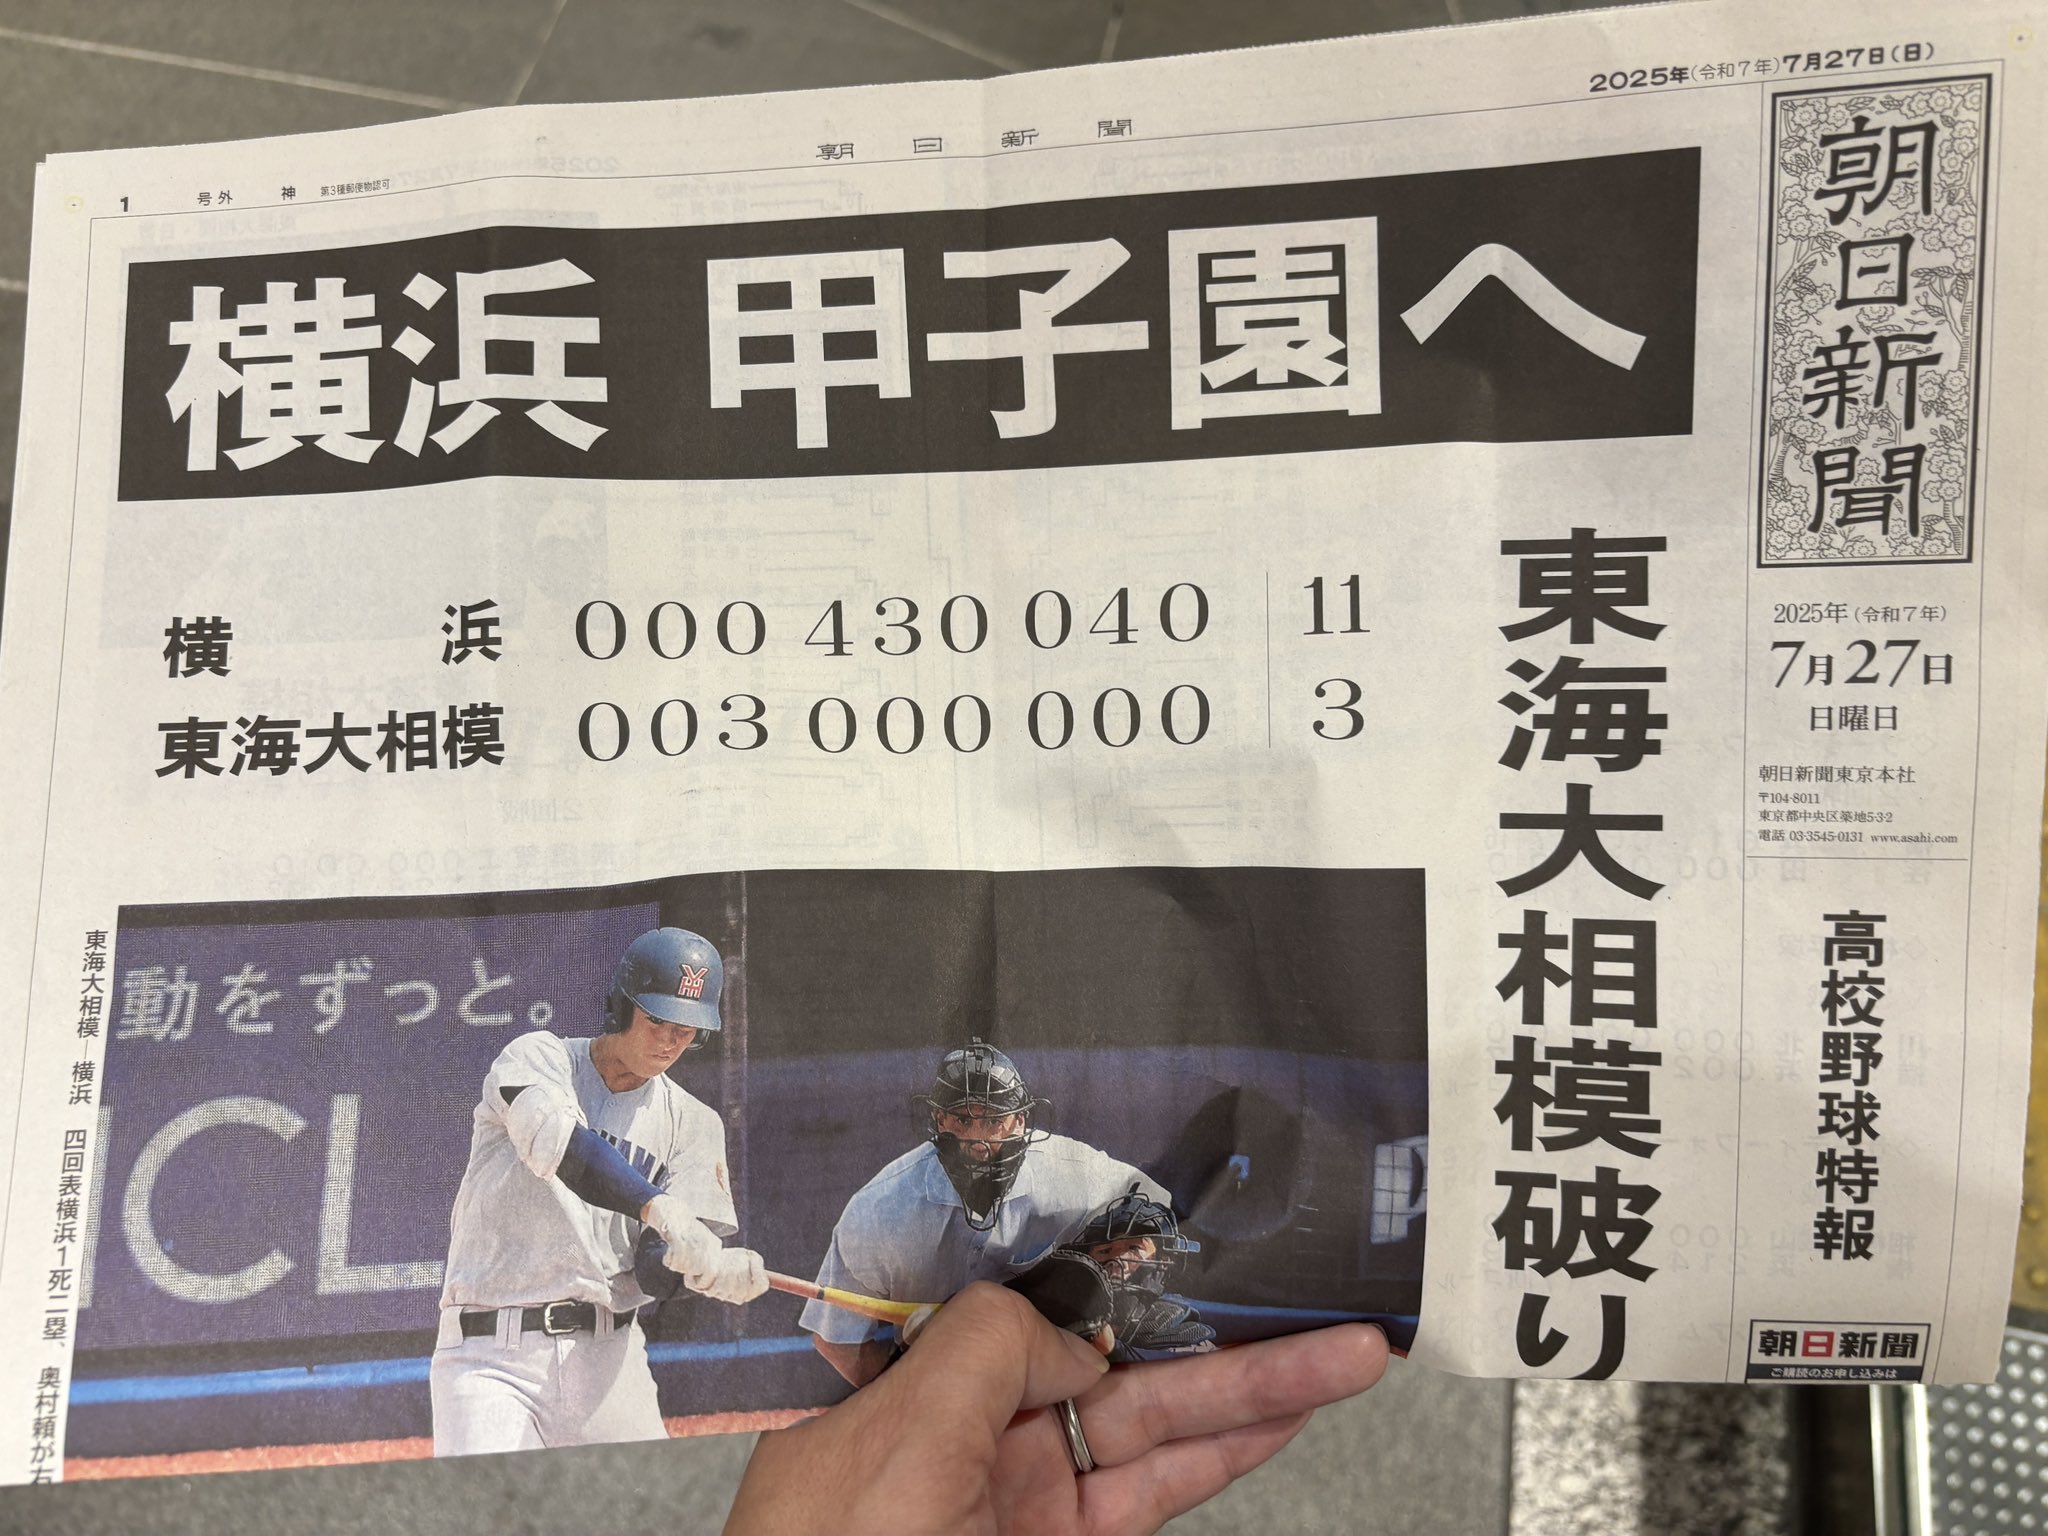 2025年(令和7年)7月27日(日)
朝日新聞
1 号外 神 第3種郵便物認可
朝日新聞
横浜 甲子園へ
東海大相模破り
横浜 000 430 040 11
東海大相模 003 000 000 3
2025年(令和7年)
7月27日
日曜日
朝日新聞東京本社
〒104-8011
東京都中央区築地5-3-2
電話 03-3545-0131 www.asahi.com
高校野球特報
朝日新聞
ご購読のお申し込みは
東海大相模―横浜 四回表横浜1死二塁、奥村頼が右
動をずっと。
CL
YH